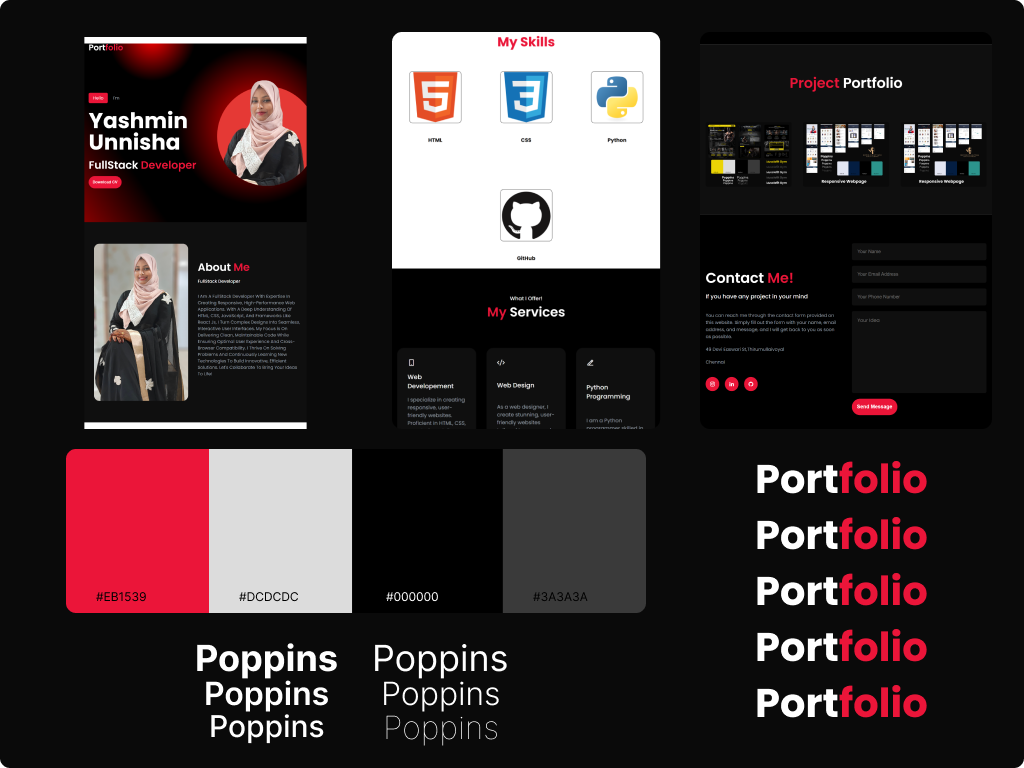 Portfolio
Hello
I'm
Yashmin
Unnisha
FullStack Developer
Download CV
About Me
FullStack Developer
I Am A FullStack Developer With Expertise In
Creating Responsive, High-Performance Web
Applications. With A Deep Understanding Of
HTML, CSS, JavaScript, And Frameworks Like
React Js, I Turn Complex Designs Into Seamless,
Interactive User Interfaces. My Focus Is On
Delivering Clean, Maintainable Code While
Ensuring Optimal User Experience And Cross-
Browser Compatibility. I Thrive On Solving
Problems And Continuously Learning New
Technologies To Build Innovative, Efficient
Solutions. Let's Collaborate To Bring Your Ideas
To Life!
My Skills
HTML
CSS
Python
GitHub
What I Offer!
My Services
Web
Developement
I specialize in creating
responsive, user-
friendly websites.
Proficient in HTML, CSS,
Web Design
As a web designer, I
create stunning, user-
friendly websites
Python
Programming
I am a Python
programmer skilled in
Project Portfolio
Poppins
Poppins
Responsive Webpage
Responsive Webpage
Contact Me!
If you have any project in your mind
You can reach me through the contact form provided on
this website. Simply fill out the form with your name, email
address, and message, and I will get back to you as soon
as possible.
Chennai
Your Name
Your Email Address
Your Phone Number
Your Idea
Send Message
#EB1539
#DCDCDC
#000000
#3A3A3A
Poppins
Poppins
Poppins
Poppins
Poppins
Poppins
Portfolio
Portfolio
Portfolio
Portfolio
Portfolio